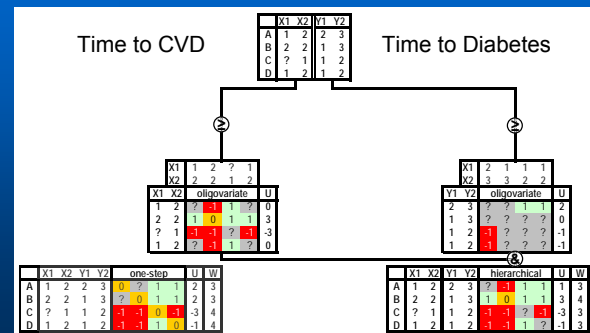 X1 X2 Y1 Y2
Time to CVD
Time to Diabetes
A 1 2 2 3
B 2 2 1 3
C ? 1 1 2
D 1 2 1 2
≥
≥
X1 1 2 ? 1
X2 2 2 1 2
X1 X2 oligovariate U
1 2 ? -1 1 ? 0
2 2 1 0 1 1 3
? 1 -1 -1 ? -1 -3
1 2 ? -1 1 ? 0
X1 2 1 1 1
X2 3 3 2 2
Y1 Y2 oligovariate U
2 3 ? ? 1 1 2
1 3 ? ? ? ? 0
1 2 -1 ? ? ? -1
1 2 -1 ? ? ? -1
&
X1 X2 Y1 Y2 one-step U W
A 1 2 2 3 0 ? 1 1 2 3
B 2 2 1 3 ? 0 1 1 2 3
C ? 1 1 2 -1 -1 0 -1 -3 4
D 1 2 1 2 -1 -1 1 0 -1 4
X1 X2 Y1 Y2 hierarchical U W
A 1 2 2 3 ? -1 1 1 1 3
B 2 2 1 3 1 0 1 1 3 4
C ? 1 1 2 -1 -1 ? -1 -3 4
D 1 2 1 2 -1 -1 1 ? -1 3